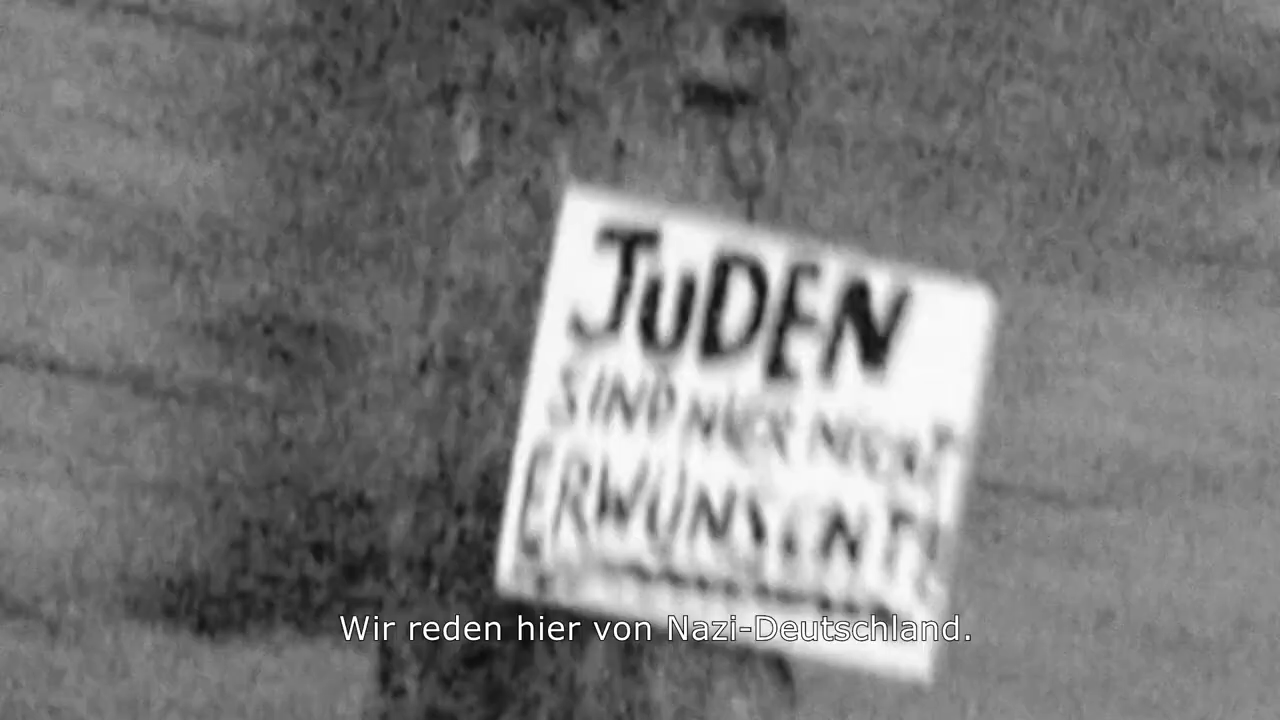 JUDEN
SIND HIER NICHT
ERWÜNSCHT!
Wir reden hier von Nazi-Deutschland.